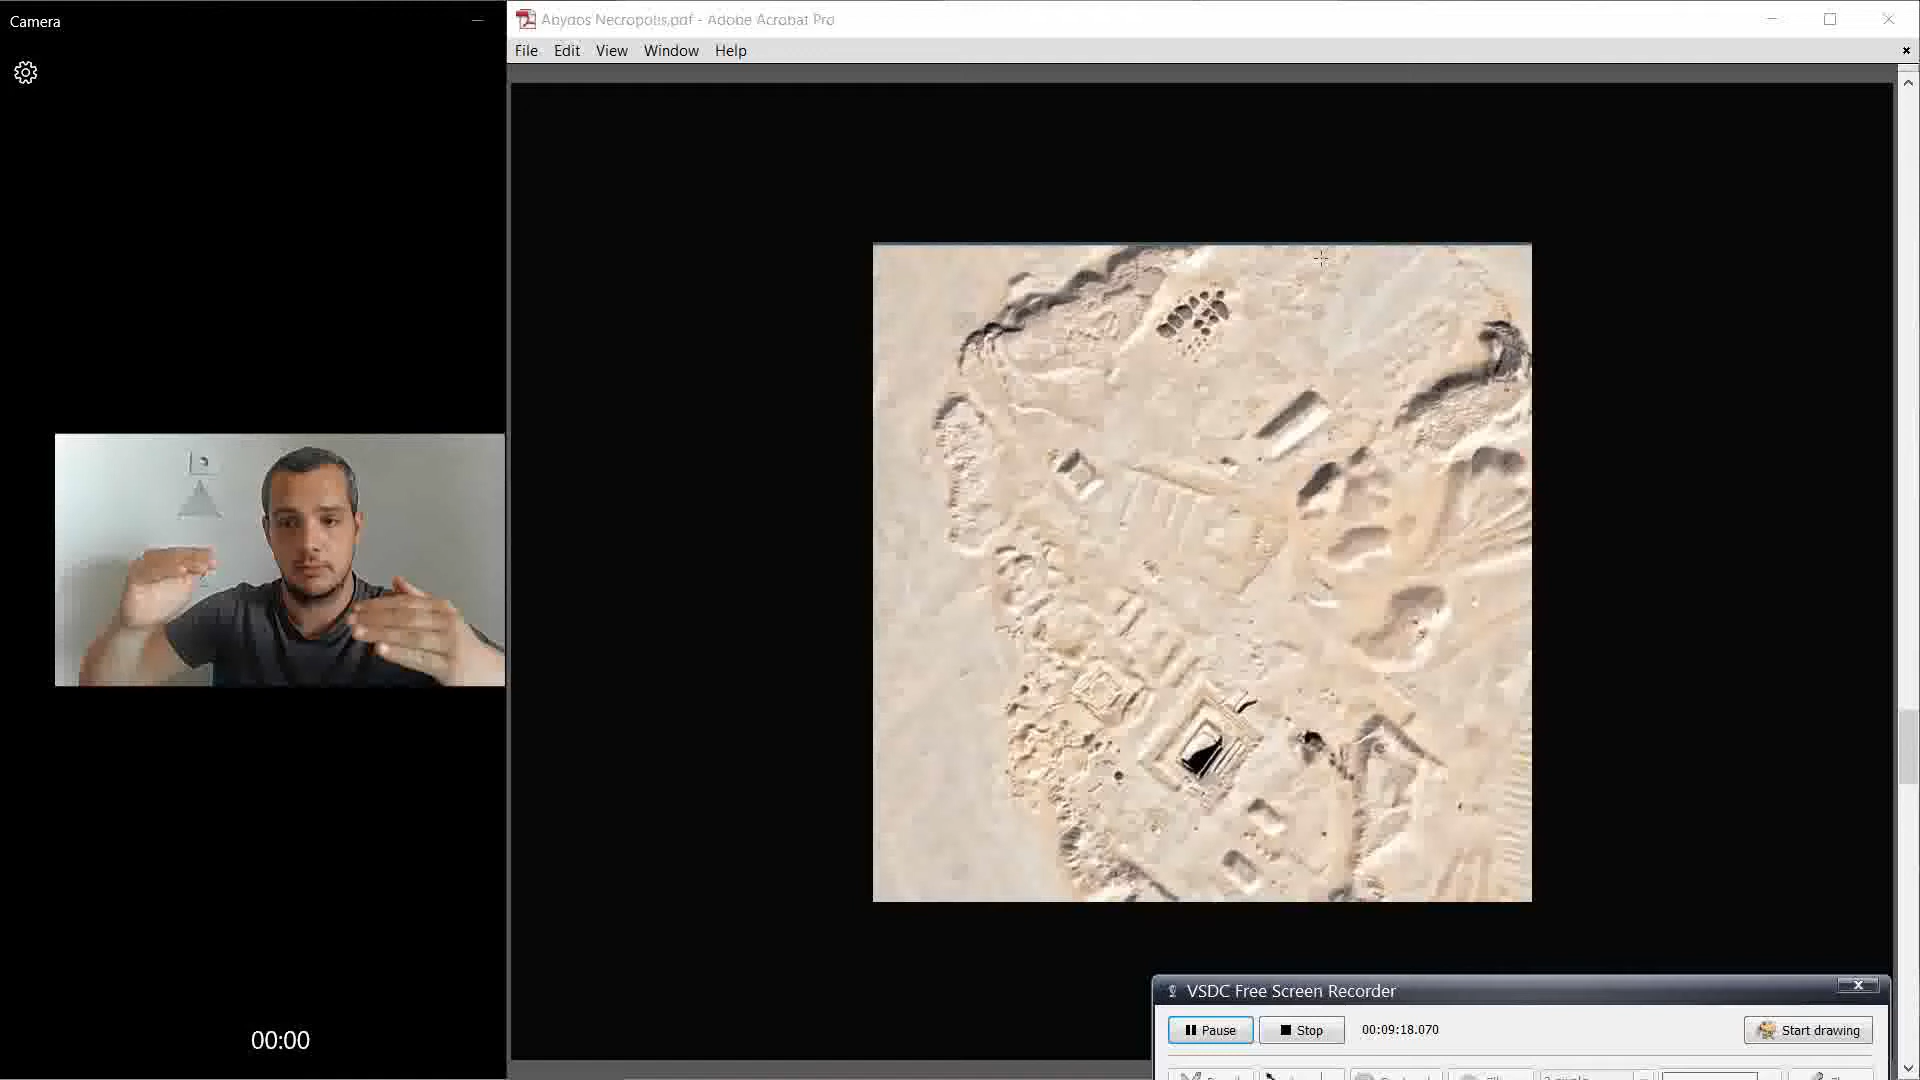 Camera
Abydos Necropolis.pdf - Adobe Acrobat Pro
File Edit View Window Help
00:00
VSDC Free Screen Recorder
Pause Stop 00:09:18.070 Start drawing